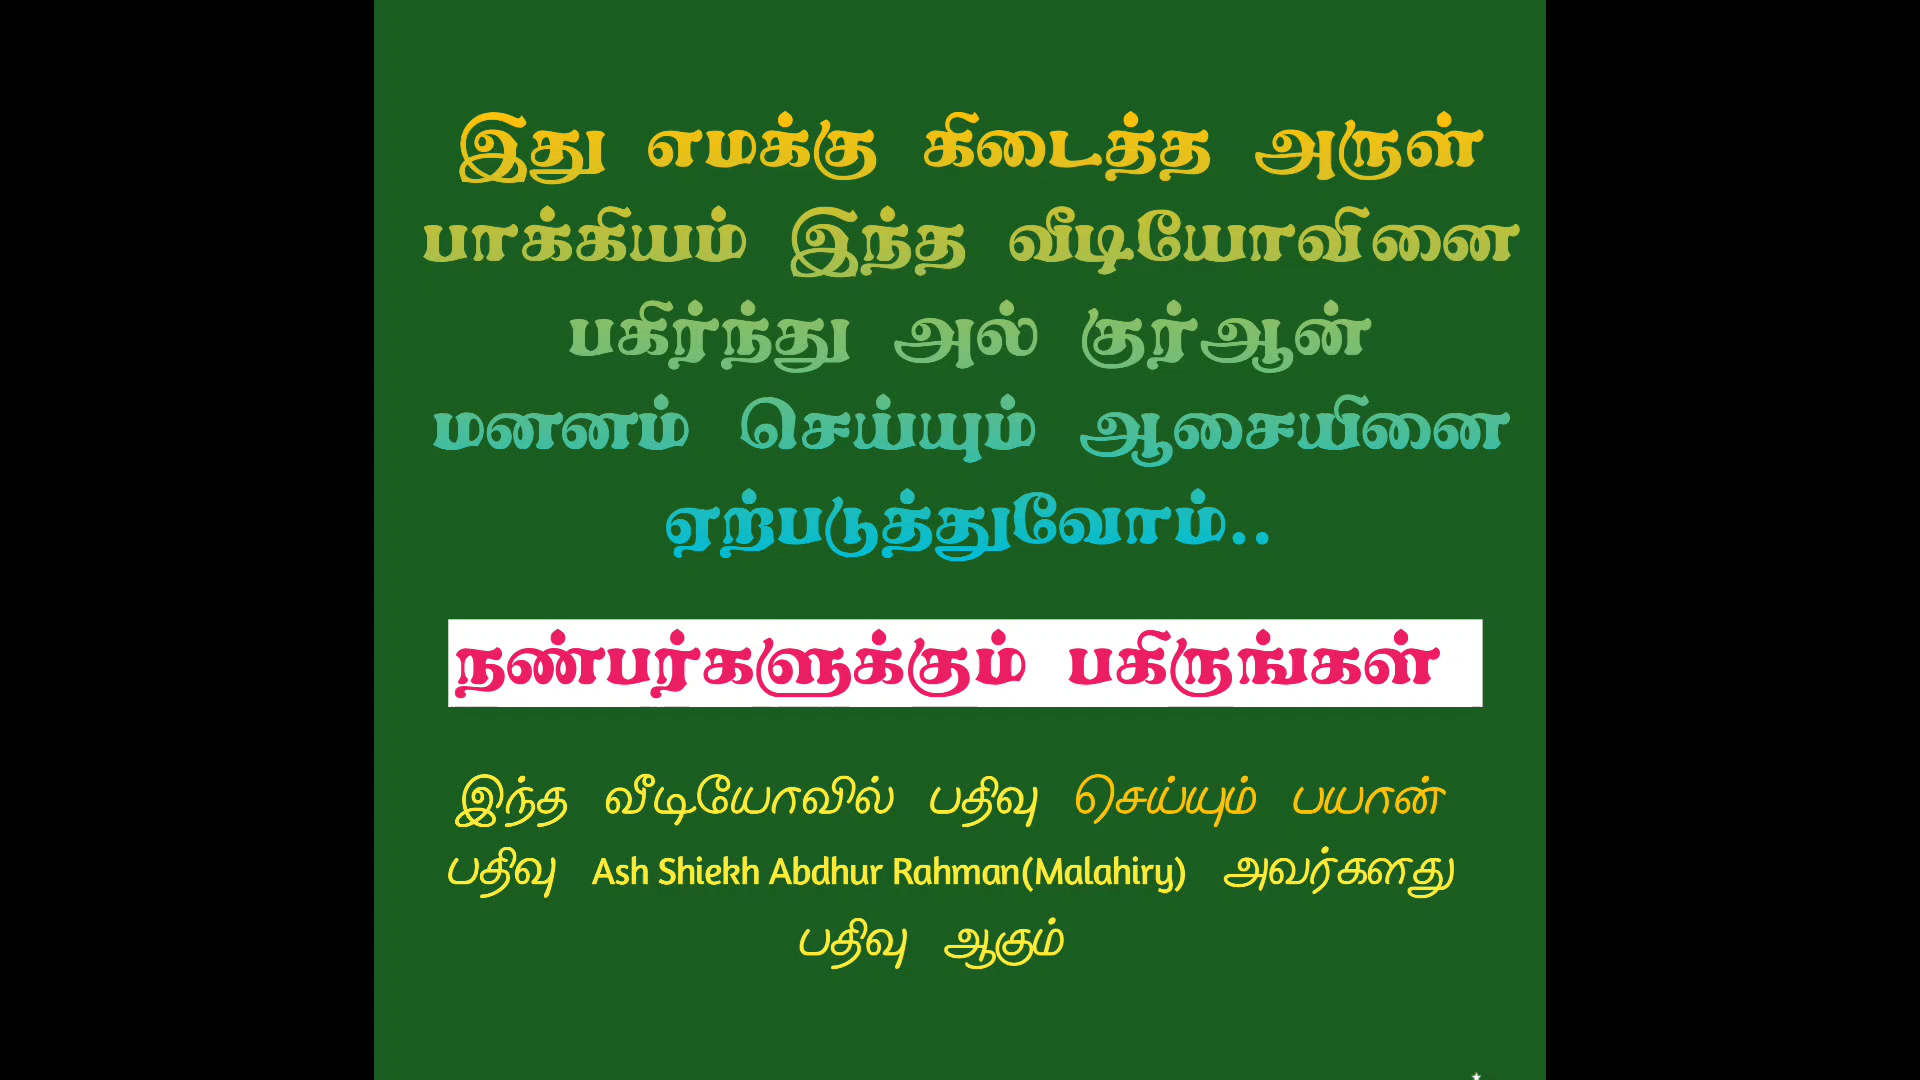 இது எமக்கு கிடைத்த அருள்
பாக்கியம் இந்த வீடியோவினை
பகிர்ந்து அல் குர்ஆன்
மனனம் செய்யும் ஆசையினை
ஏற்படுத்துவோம்..
நண்பர்களுக்கும் பகிருங்கள்
இந்த வீடியோவில் பதிவு செய்யும் பயான்
பதிவு Ash Shiekh Abdhur Rahman(Malahiry) அவர்களது
பதிவு ஆகும்